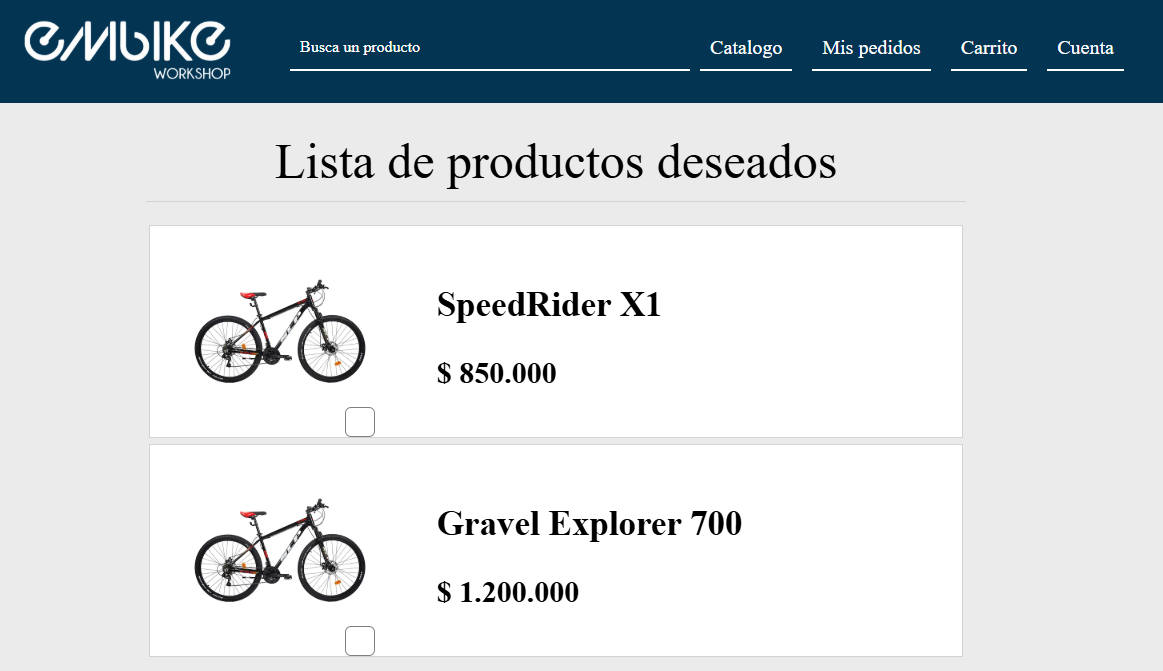 embike
WORKSHOP
Busca un producto
Catalogo
Mis pedidos
Carrito
Cuenta
Lista de productos deseados
SpeedRider X1
$ 850.000
Gravel Explorer 700
$ 1.200.000